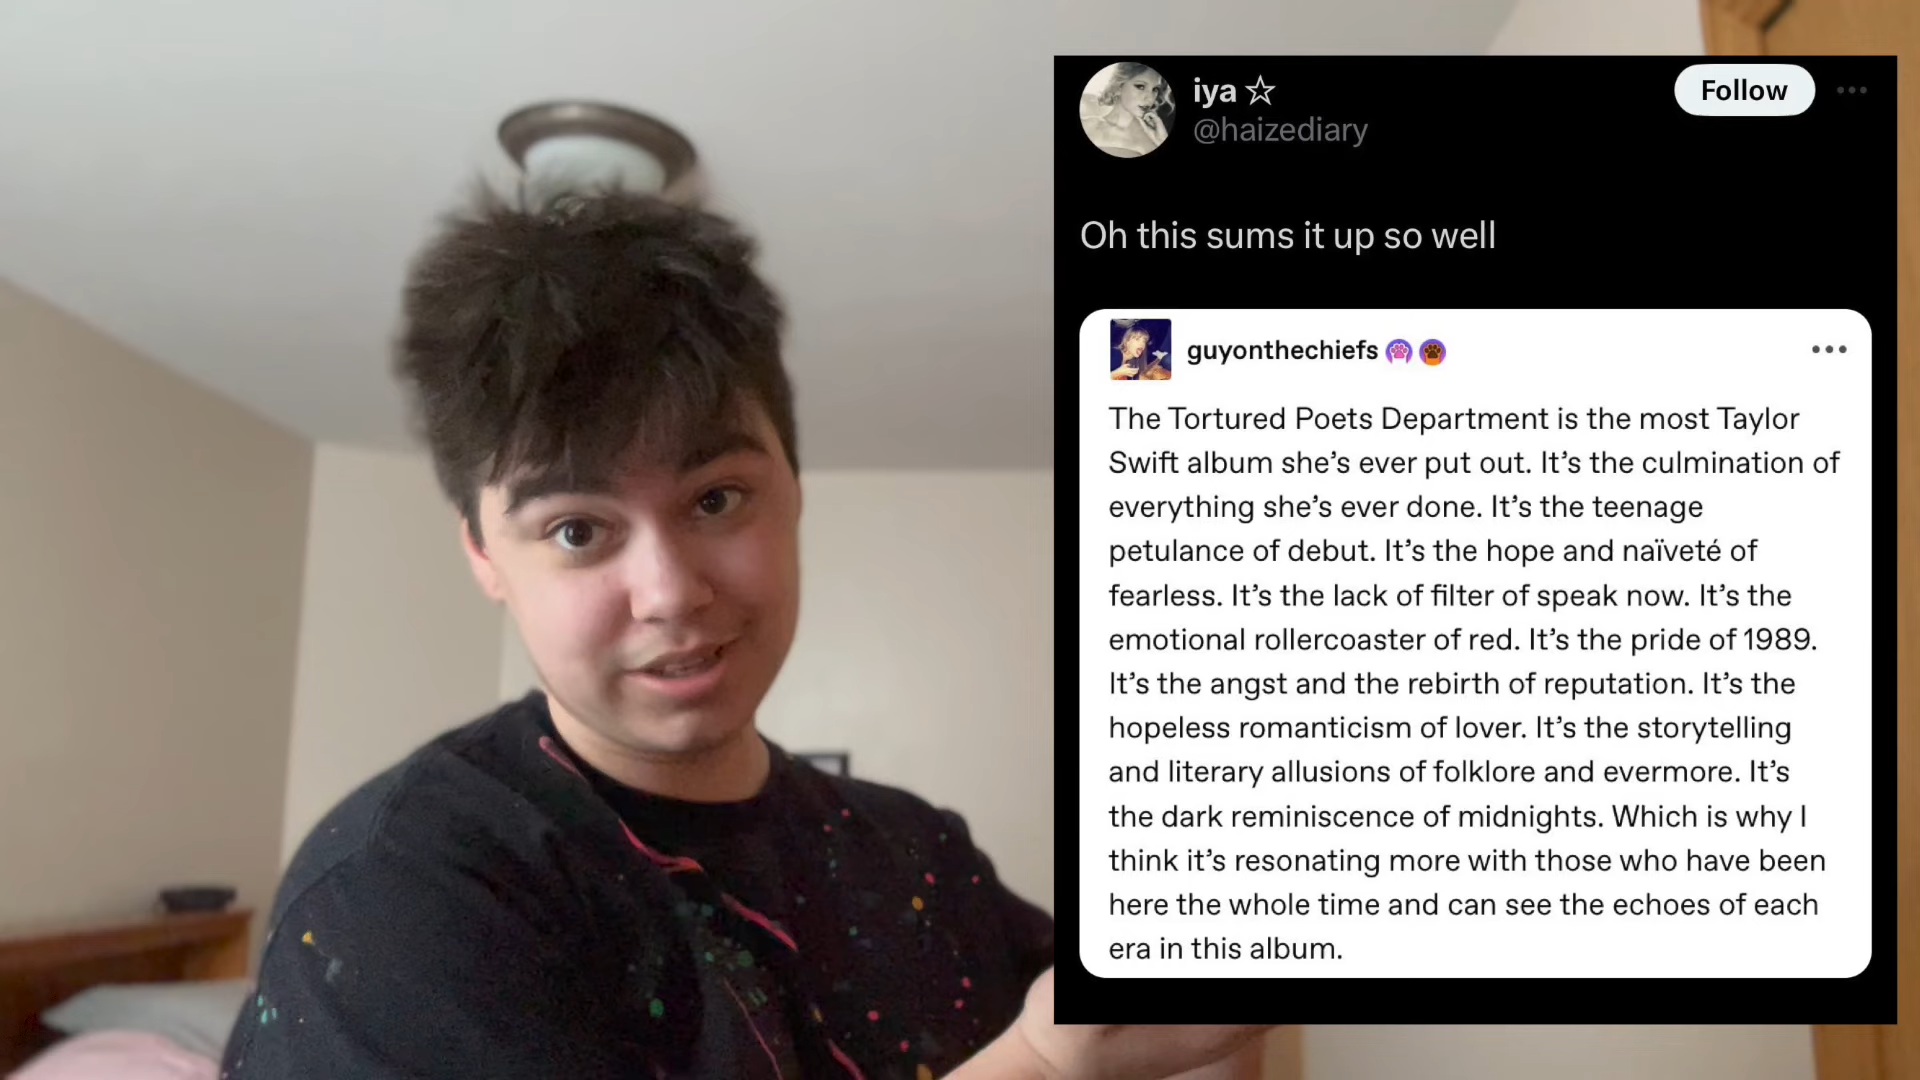 iya ☆
Follow
@haizediary
Oh this sums it up so well
guyonthechiefs
The Tortured Poets Department is the most Taylor
Swift album she’s ever put out. It’s the culmination of
everything she’s ever done. It’s the teenage
petulance of debut. It’s the hope and naïveté of
fearless. It’s the lack of filter of speak now. It’s the
emotional rollercoaster of red. It’s the pride of 1989.
It’s the angst and the rebirth of reputation. It’s the
hopeless romanticism of lover. It’s the storytelling
and literary allusions of folklore and evermore. It’s
the dark reminiscence of midnights. Which is why I
think it’s resonating more with those who have been
here the whole time and can see the echoes of each
era in this album.